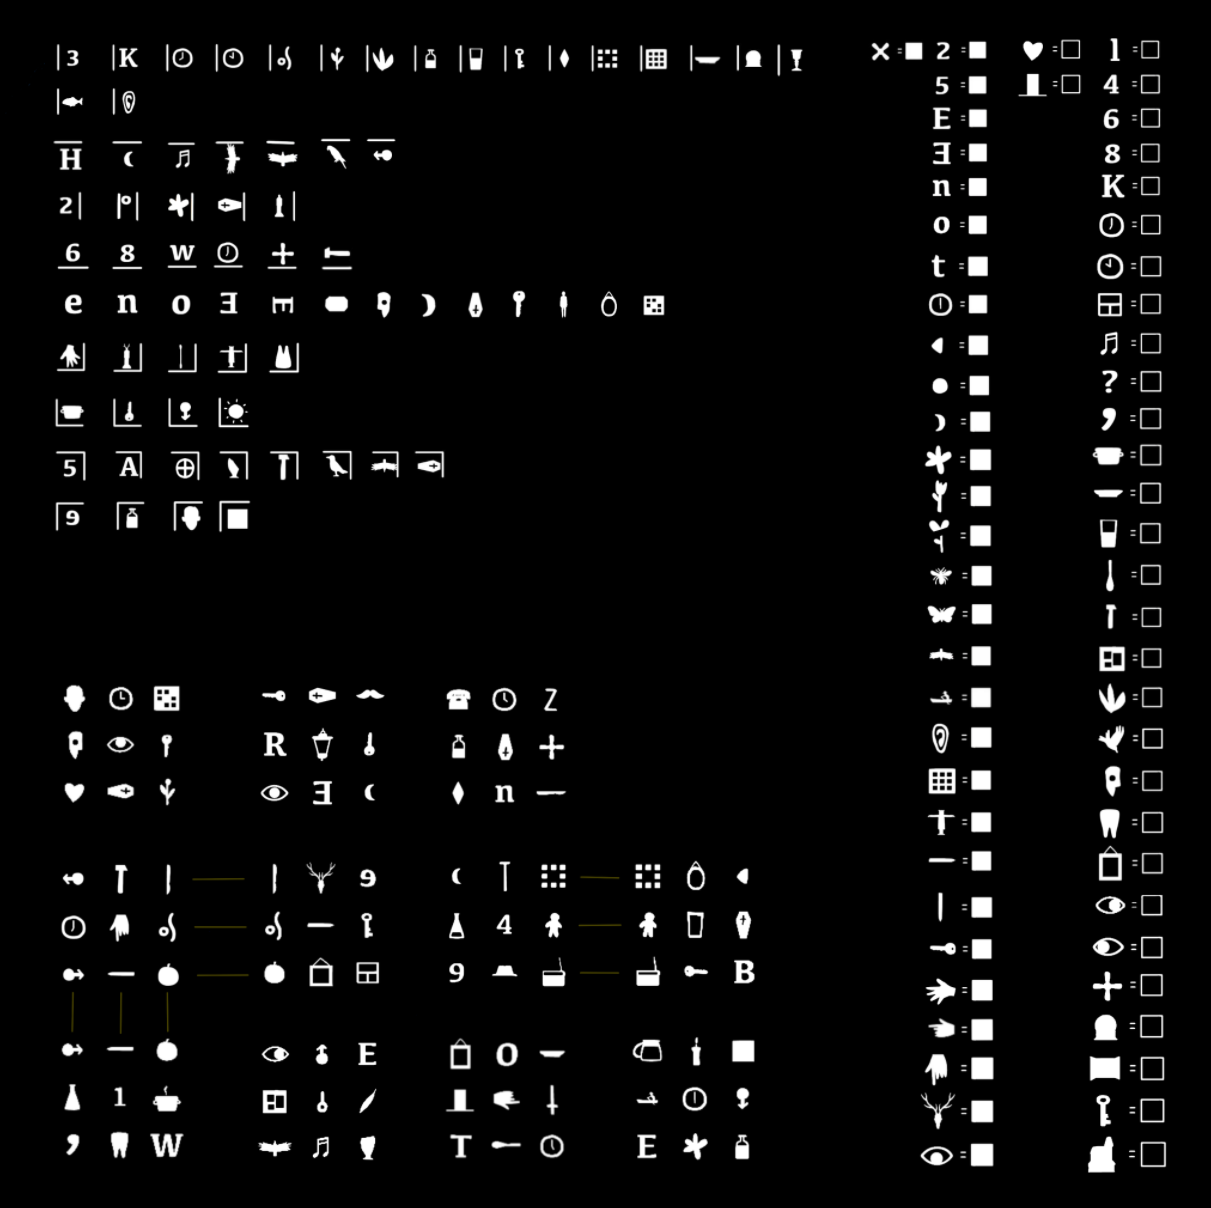 3 K
H
2
6 8 w
e n o Ǝ E
5 A
9
Z
R
Ǝ n
9
4
9 B
E O
1
, W T E
× = 2 = = l =
5 = = 4 =
E = 6 =
Ǝ = 8 =
n = K =
o =
t =
? =
, =